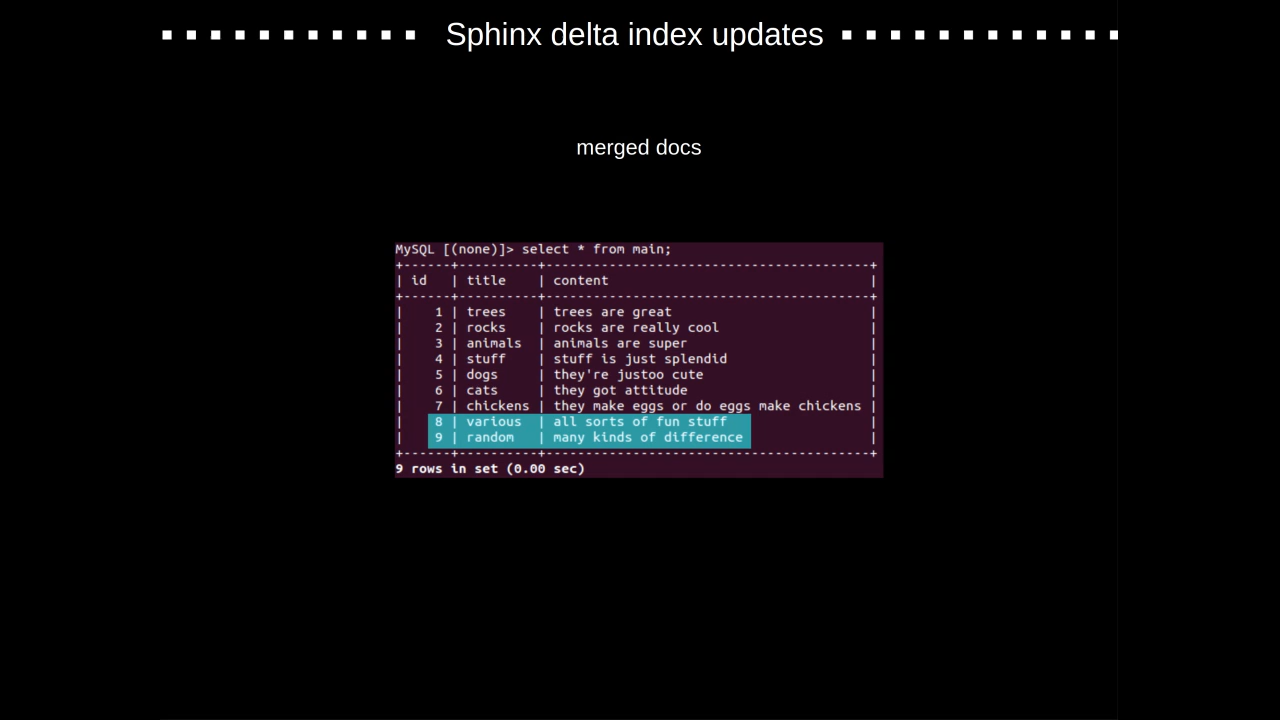 Sphinx delta index updates
merged docs
MySQL [(none)]> select * from main;
+------+----------+-----------------------------------------+
| id   | title    | content                                 |
+------+----------+-----------------------------------------+
|    1 | trees    | trees are great                         |
|    2 | rocks    | rocks are really cool                   |
|    3 | animals  | animals are super                       |
|    4 | stuff    | stuff is just splendid                  |
|    5 | dogs     | they're justoo cute                     |
|    6 | cats     | they got attitude                       |
|    7 | chickens | they make eggs or do eggs make chickens |
|    8 | various  | all sorts of fun stuff                  |
|    9 | random   | many kinds of difference                |
+------+----------+-----------------------------------------+
9 rows in set (0.00 sec)